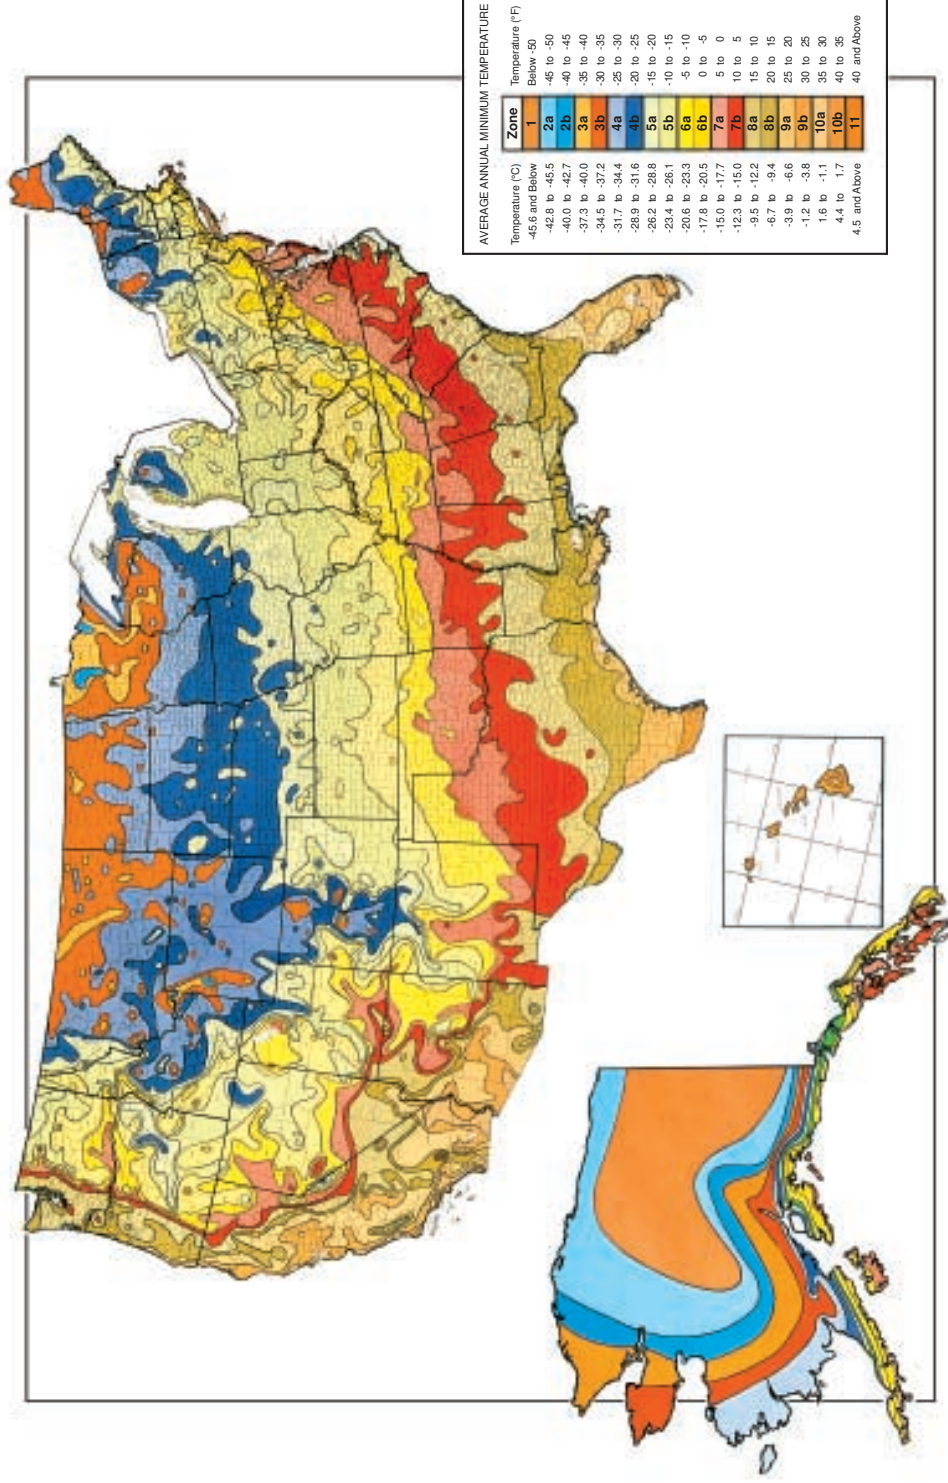 AVERAGE ANNUAL MINIMUM TEMPERATURE
Temperature (°C) Zone Temperature (°F)
-45.6 and Below 1 Below -50
-42.8 to -45.5 2a -45 to -50
-40.0 to -42.7 2b -40 to -45
-37.3 to -40.0 3a -35 to -40
-34.5 to -37.2 3b -30 to -35
-31.7 to -34.4 4a -25 to -30
-28.9 to -31.6 4b -20 to -25
-26.2 to -28.8 5a -15 to -20
-23.4 to -26.1 5b -10 to -15
-20.6 to -23.3 6a -5 to -10
-17.8 to -20.5 6b 0 to -5
-15.0 to -17.7 7a 5 to 0
-12.3 to -15.0 7b 10 to 5
-9.5 to -12.2 8a 15 to 10
-6.7 to -9.4 8b 20 to 15
-3.9 to -6.6 9a 25 to 20
-1.2 to -3.8 9b 30 to 25
1.6 to -1.1 10a 35 to 30
4.4 to 1.7 10b 40 to 35
4.5 and Above 11 40 and Above